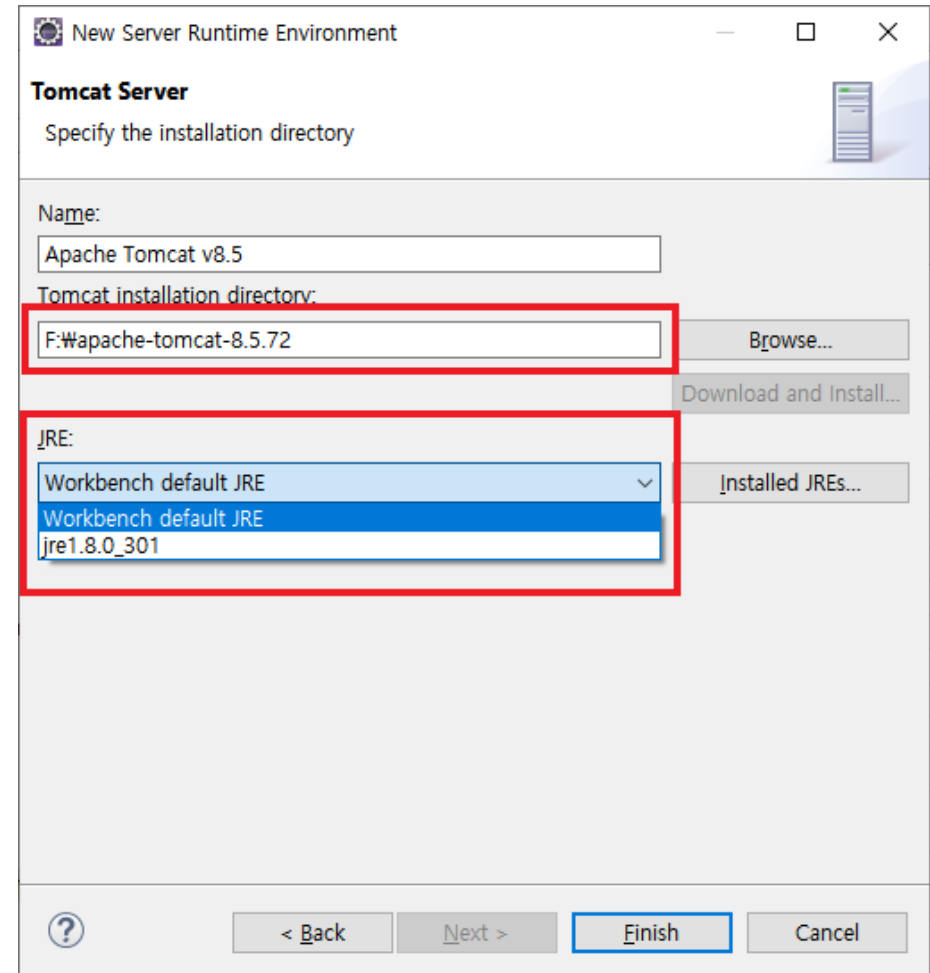 New Server Runtime Environment
Tomcat Server
Specify the installation directory
Name:
Apache Tomcat v8.5
Tomcat installation directory:
F:₩apache-tomcat-8.5.72
Browse...
Download and Install...
JRE:
Workbench default JRE
Installed JREs...
Workbench default JRE
jre1.8.0_301
?
< Back
Next >
Finish
Cancel